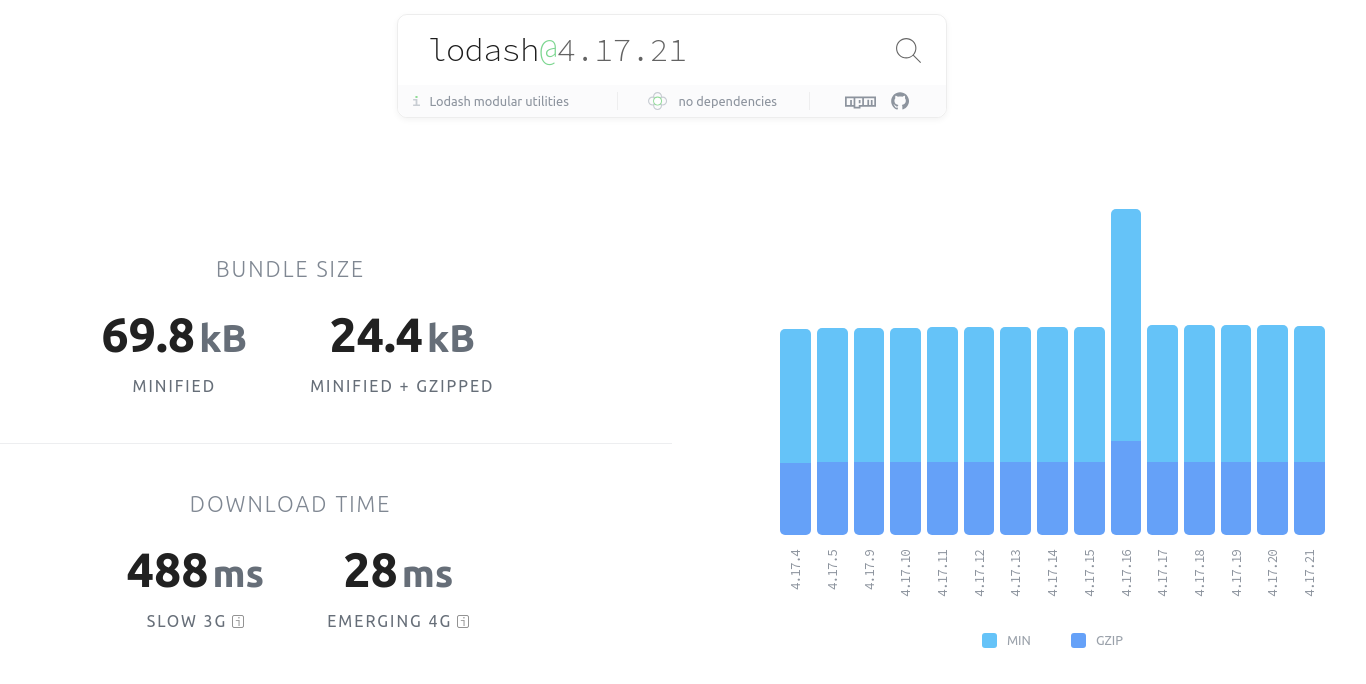 lodash@4.17.21
i Lodash modular utilities no dependencies npm
BUNDLE SIZE
69.8 kB 24.4 kB
MINIFIED MINIFIED + GZIPPED
DOWNLOAD TIME
488 ms 28 ms
SLOW 3G i EMERGING 4G i
4.17.4 4.17.5 4.17.9 4.17.10 4.17.11 4.17.12 4.17.13 4.17.14 4.17.15 4.17.16 4.17.17 4.17.18 4.17.19 4.17.20 4.17.21
MIN GZIP